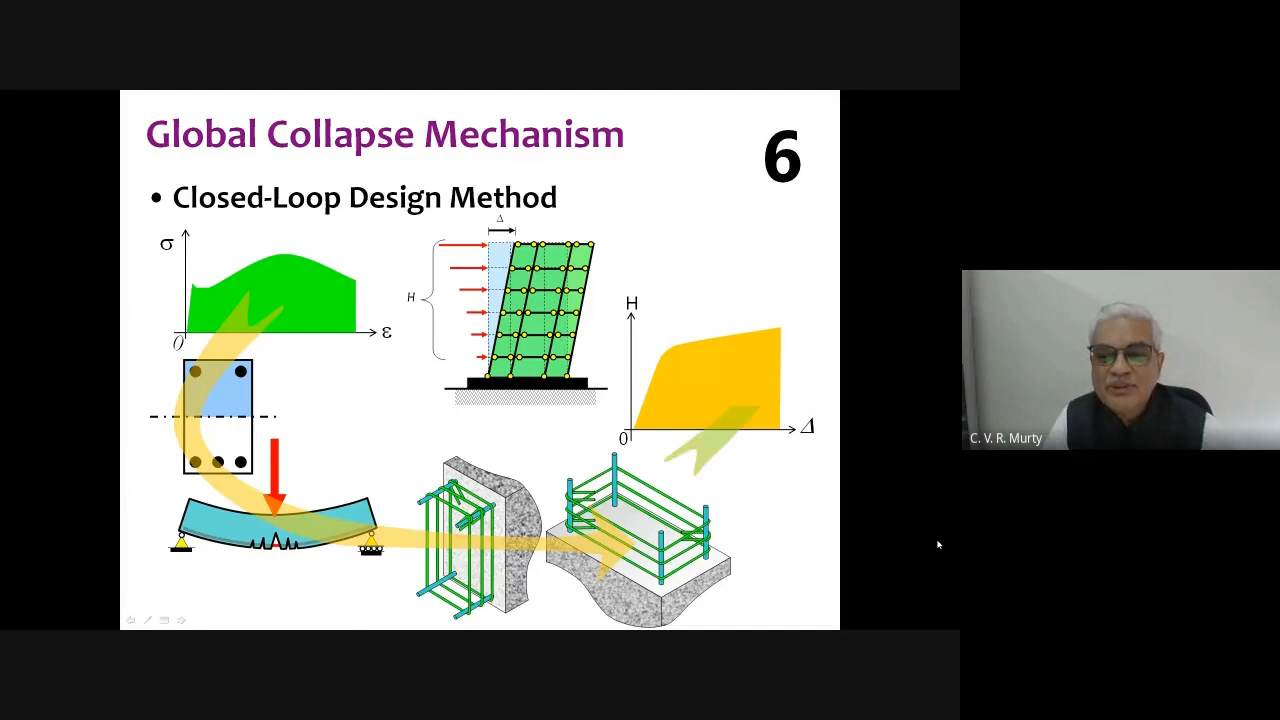 Global Collapse Mechanism
6
• Closed-Loop Design Method
Δ
σ
H
ε
0
H
0
Δ
C. V. R. Murty